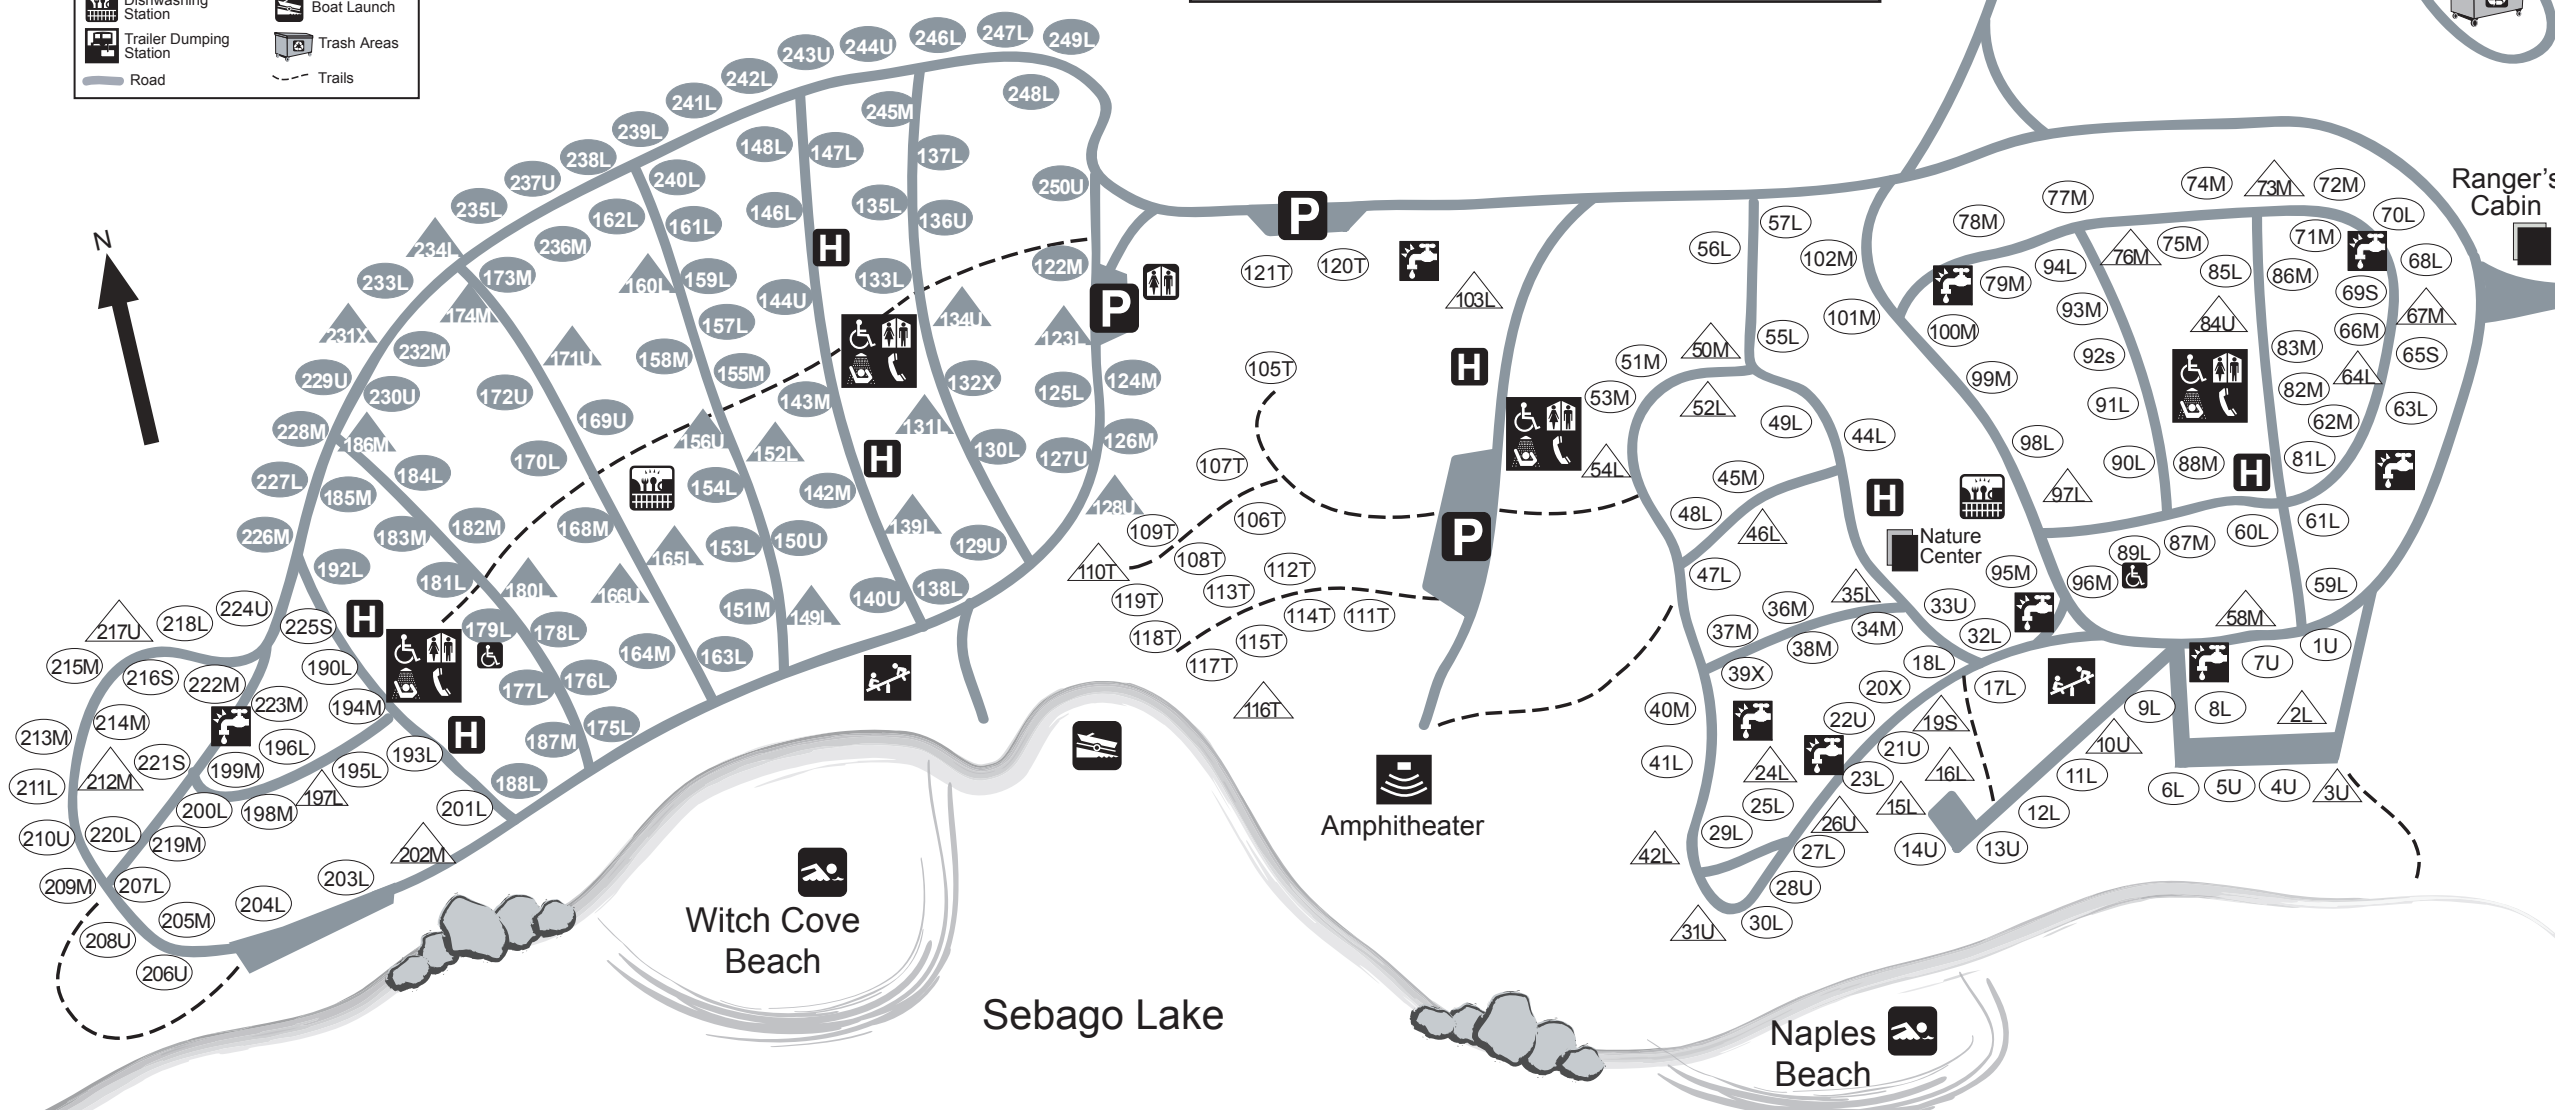 Dishwashing
Station
Boat Launch
Trailer Dumping
Station
Trash Areas
Road
Trails
N
243U
244U
246L
247L
249L
242L
241L
239L
238L
237U
235L
234L
233L
231X
229U
228M
227L
226M
248L
245M
148L
147L
137L
240L
250U
162L
161L
146L
135L
136U
236M
H
122M
173M
160L
159L
144U
133L
174M
134U
123L
P
157L
232M
171U
158M
155M
132X
125L
124M
230U
172U
143M
169U
131L
186M
156U
152L
130L
127U
126M
170L
H
184L
185M
154L
142M
128U
183M
182M
168M
139L
165L
153L
150U
129U
192L
181L
180L
166U
151M
149L
140U
138L
H
179L
178L
164M
163L
177L
176L
H
187M
175L
188L
217U
218L
224U
225S
215M
216S
222M
190L
223M
194M
213M
214M
196L
193L
211L
212M
221S
199M
195L
197L
201L
200L
198M
210U
220L
219M
202M
209M
207L
203L
205M
204L
208U
206U
P
121T
120T
103L
105T
H
107T
106T
109T
108T
110T
112T
119T
113T
114T
111T
118T
115T
117T
116T
P
Amphitheater
57L
56L
102M
55L
101M
50M
51M
53M
52L
49L
44L
54L
45M
48L
46L
H
Nature
Center
47L
35L
36M
33U
37M
34M
38M
32L
39X
18L
17L
20X
40M
22U
19S
21U
41L
24L
23L
16L
25L
15L
26U
29L
27L
14U
13U
42L
28U
31U
30L
78M
77M
74M
73M
72M
70L
79M
94L
76M
75M
71M
68L
85L
86M
69S
67M
100M
93M
84U
66M
65S
92s
83M
64L
99M
82M
63L
91L
62M
98L
90L
88M
H
81L
97L
61L
60L
87M
89L
95M
96M
59L
58M
1U
7U
9L
8L
2L
10U
11L
12L
6L
5U
4U
3U
Ranger's
Cabin
Witch Cove
Beach
Sebago Lake
Naples
Beach